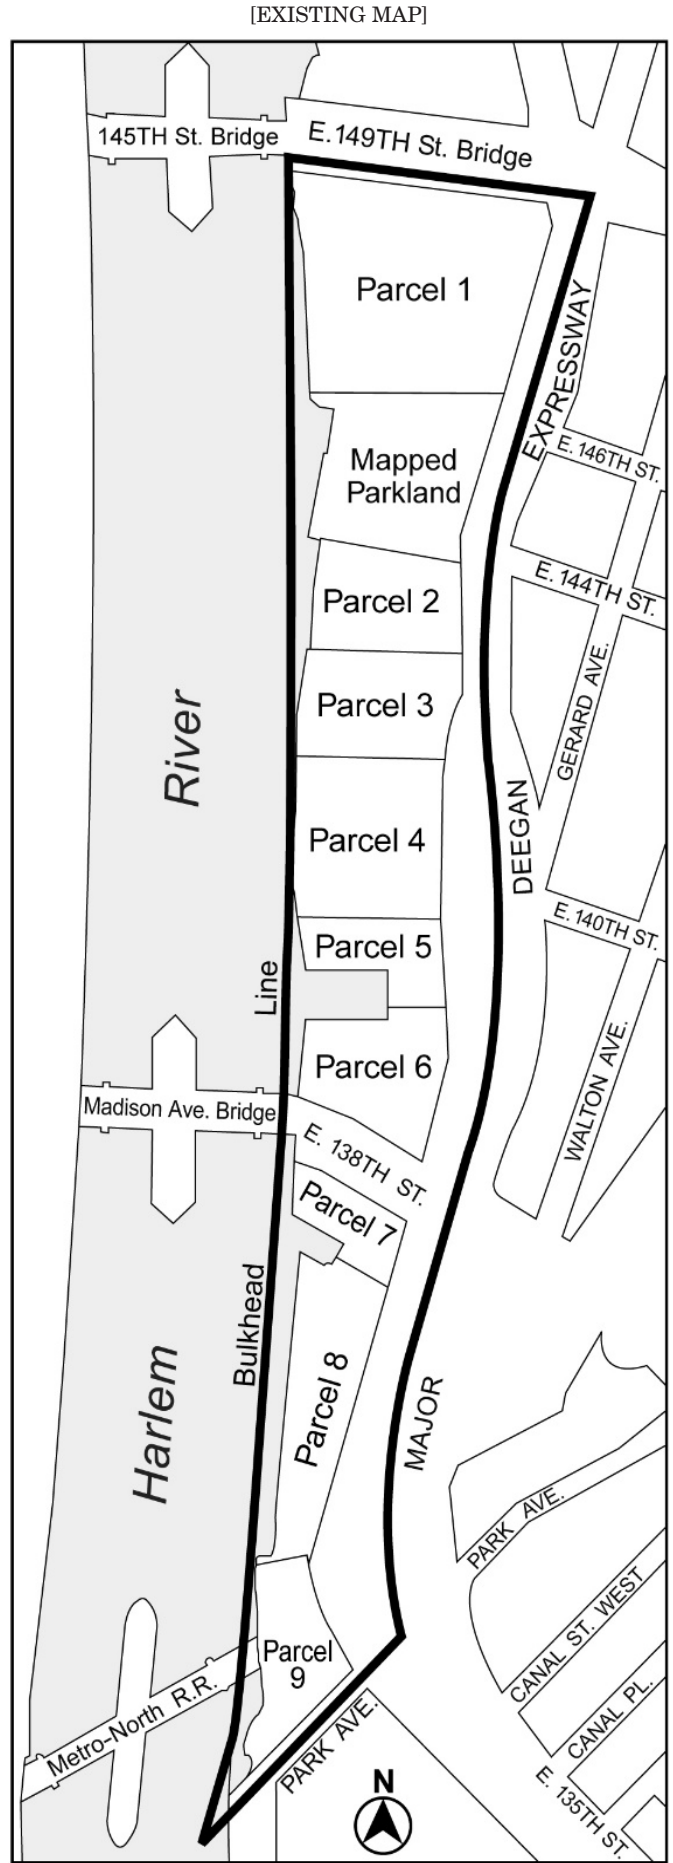 [EXISTING MAP]
145TH St. Bridge
E.149TH St. Bridge
Parcel 1
EXPRESSWAY
E. 146TH ST.
Mapped
Parkland
E. 144TH ST.
Parcel 2
GERARD AVE.
Parcel 3
River
DEEGAN
Parcel 4
E. 140TH ST.
Parcel 5
Line
WALTON AVE.
Parcel 6
Madison Ave. Bridge
E. 138TH ST.
Parcel 7
Bulkhead
Harlem
Parcel 8
MAJOR
PARK AVE.
CANAL ST. WEST
Parcel
9
CANAL PL.
Metro-North R.R.
PARK AVE.
E. 135TH ST.
N